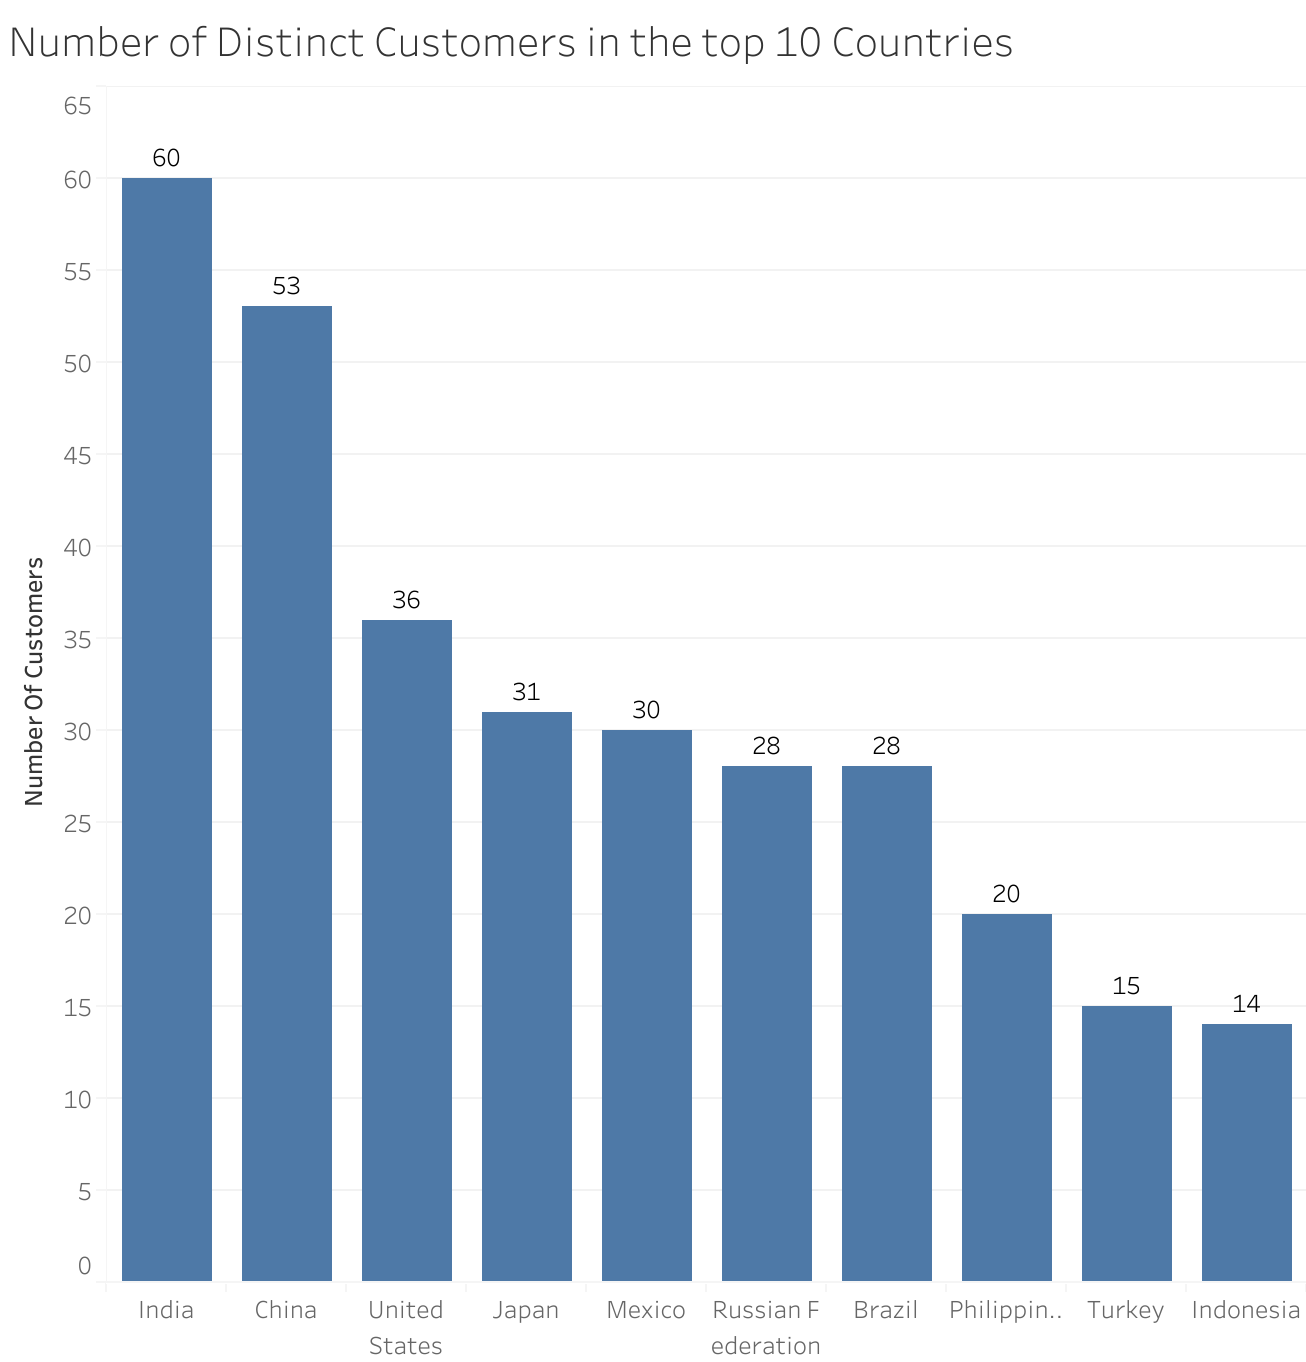 Number of Distinct Customers in the top 10 Countries
65
60
55
50
45
40
35
30
25
20
15
10
5
0
Number Of Customers
60
53
36
31
30
28
28
20
15
14
India
China
United
States
Japan
Mexico
Russian F
ederation
Brazil
Philippin..
Turkey
Indonesia